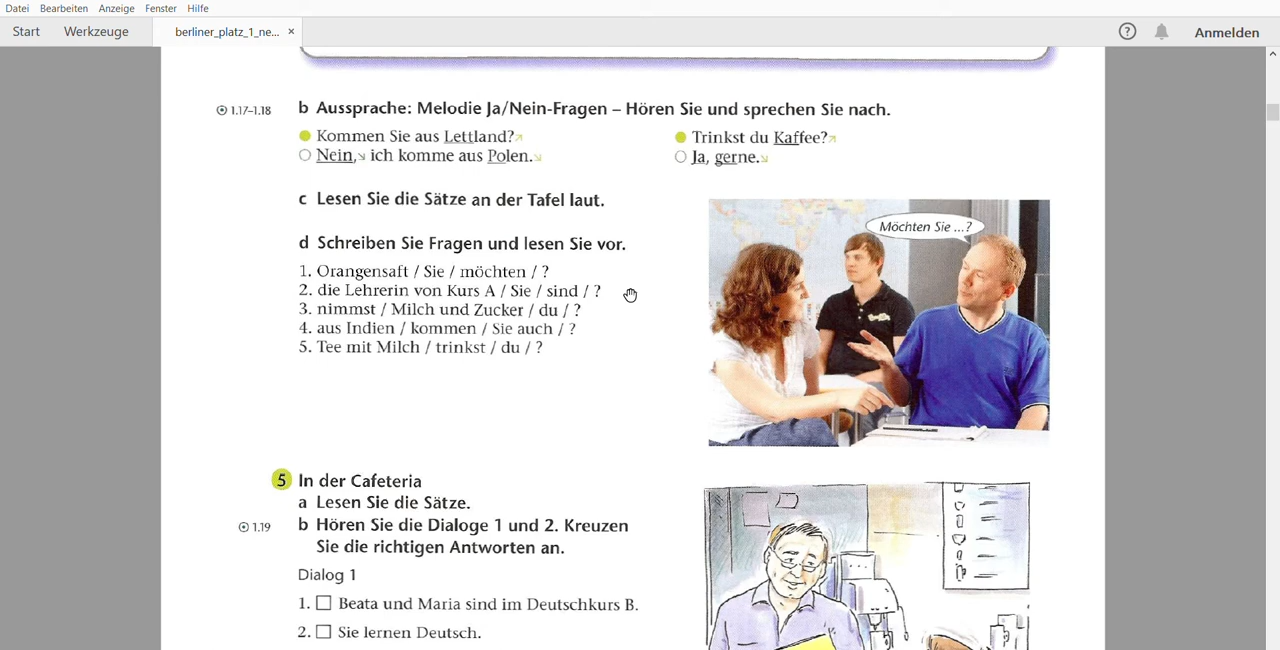 Datei Bearbeiten Anzeige Fenster Hilfe
Start Werkzeuge berliner_platz_1_ne... × ? Anmelden
1.17–1.18 b Aussprache: Melodie Ja/Nein-Fragen – Hören Sie und sprechen Sie nach.
Kommen Sie aus Lettland?↗
Nein,↘ ich komme aus Polen.↘
Trinkst du Kaffee?↗
Ja, gerne.↘
c Lesen Sie die Sätze an der Tafel laut.
d Schreiben Sie Fragen und lesen Sie vor.
1. Orangensaft / Sie / möchten / ?
2. die Lehrerin von Kurs A / Sie / sind / ?
3. nimmst / Milch und Zucker / du / ?
4. aus Indien / kommen / Sie auch / ?
5. Tee mit Milch / trinkst / du / ?
Möchten Sie ...?
5 In der Cafeteria
a Lesen Sie die Sätze.
1.19 b Hören Sie die Dialoge 1 und 2. Kreuzen
Sie die richtigen Antworten an.
Dialog 1
1. ☐ Beata und Maria sind im Deutschkurs B.
2. ☐ Sie lernen Deutsch.